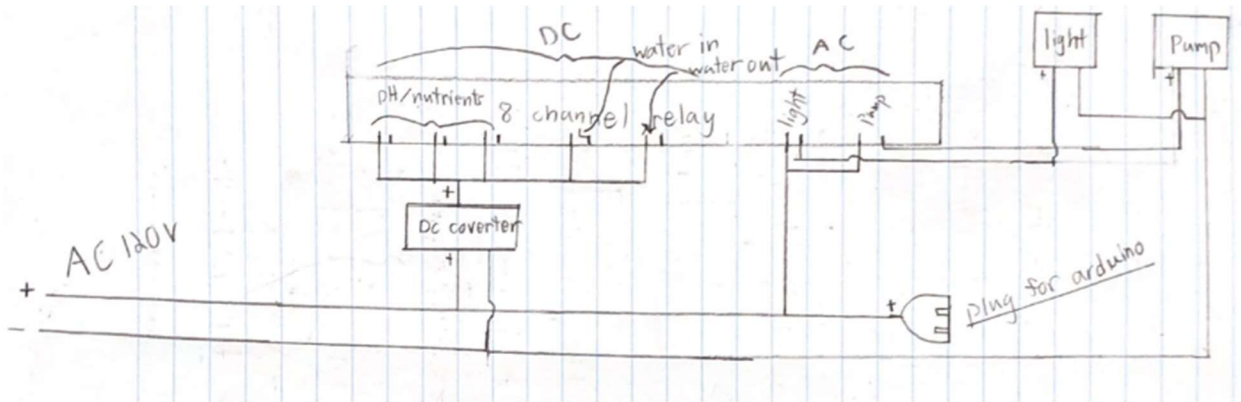 DC
water in
water out
AC
light
Pump
pH/nutrients
8 channel relay
light
Pump
+
+
+
Dc coverter
+
AC 120V
+
+
plug for arduino
-